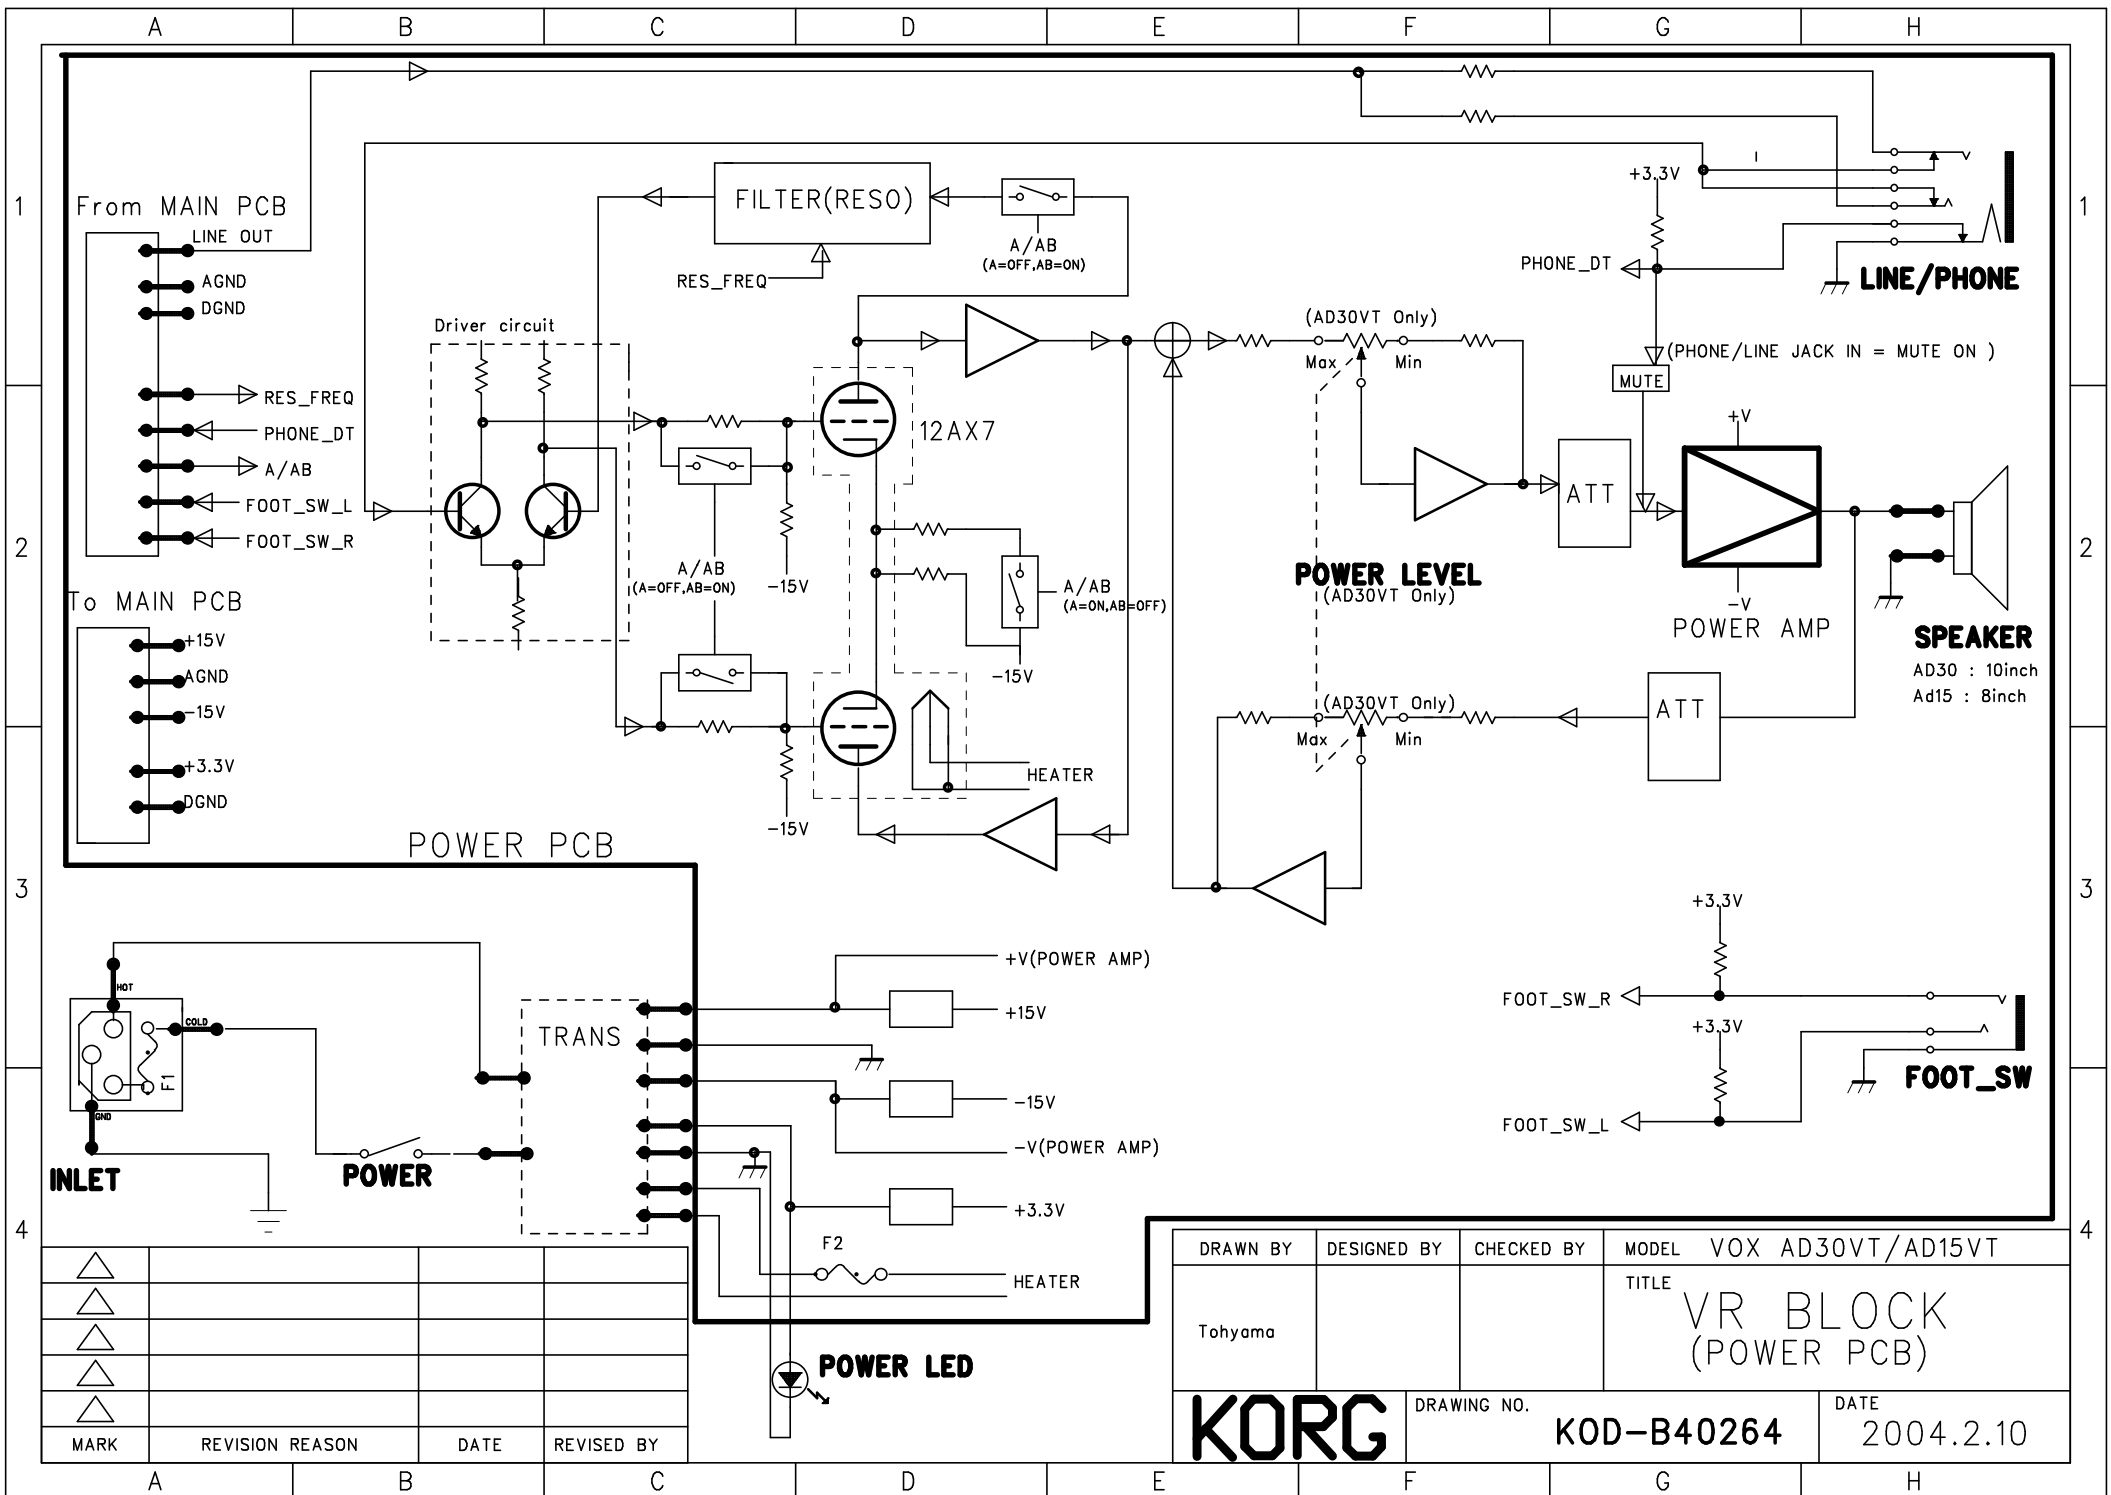 A B C D E F G H
1
1
2
2
3
3
4
4
From MAIN PCB
LINE OUT
AGND
DGND
RES_FREQ
PHONE_DT
A/AB
FOOT_SW_L
FOOT_SW_R
To MAIN PCB
+15V
AGND
-15V
+3.3V
DGND
POWER PCB
Driver circuit
FILTER(RESO)
RES_FREQ
A/AB
(A=OFF,AB=ON)
12AX7
A/AB
(A=OFF,AB=ON)
-15V
A/AB
(A=ON,AB=OFF)
-15V
-15V
HEATER
(AD30VT Only)
Max
Min
POWER LEVEL
(AD30VT Only)
(AD30VT Only)
Max
Min
+3.3V
PHONE_DT
I
LINE/PHONE
(PHONE/LINE JACK IN = MUTE ON )
MUTE
ATT
+V
-V
POWER AMP
ATT
SPEAKER
AD30 : 10inch
Ad15 : 8inch
+3.3V
FOOT_SW_R
+3.3V
FOOT_SW_L
FOOT_SW
HOT
COLD
F1
GND
INLET
POWER
TRANS
+V(POWER AMP)
+15V
-15V
-V(POWER AMP)
+3.3V
F2
HEATER
POWER LED
MARK
REVISION REASON
DATE
REVISED BY
DRAWN BY
DESIGNED BY
CHECKED BY
MODEL VOX AD30VT/AD15VT
Tohyama
TITLE
VR BLOCK
(POWER PCB)
KORG
DRAWING NO.
KOD-B40264
DATE
2004.2.10
A B C D E F G H